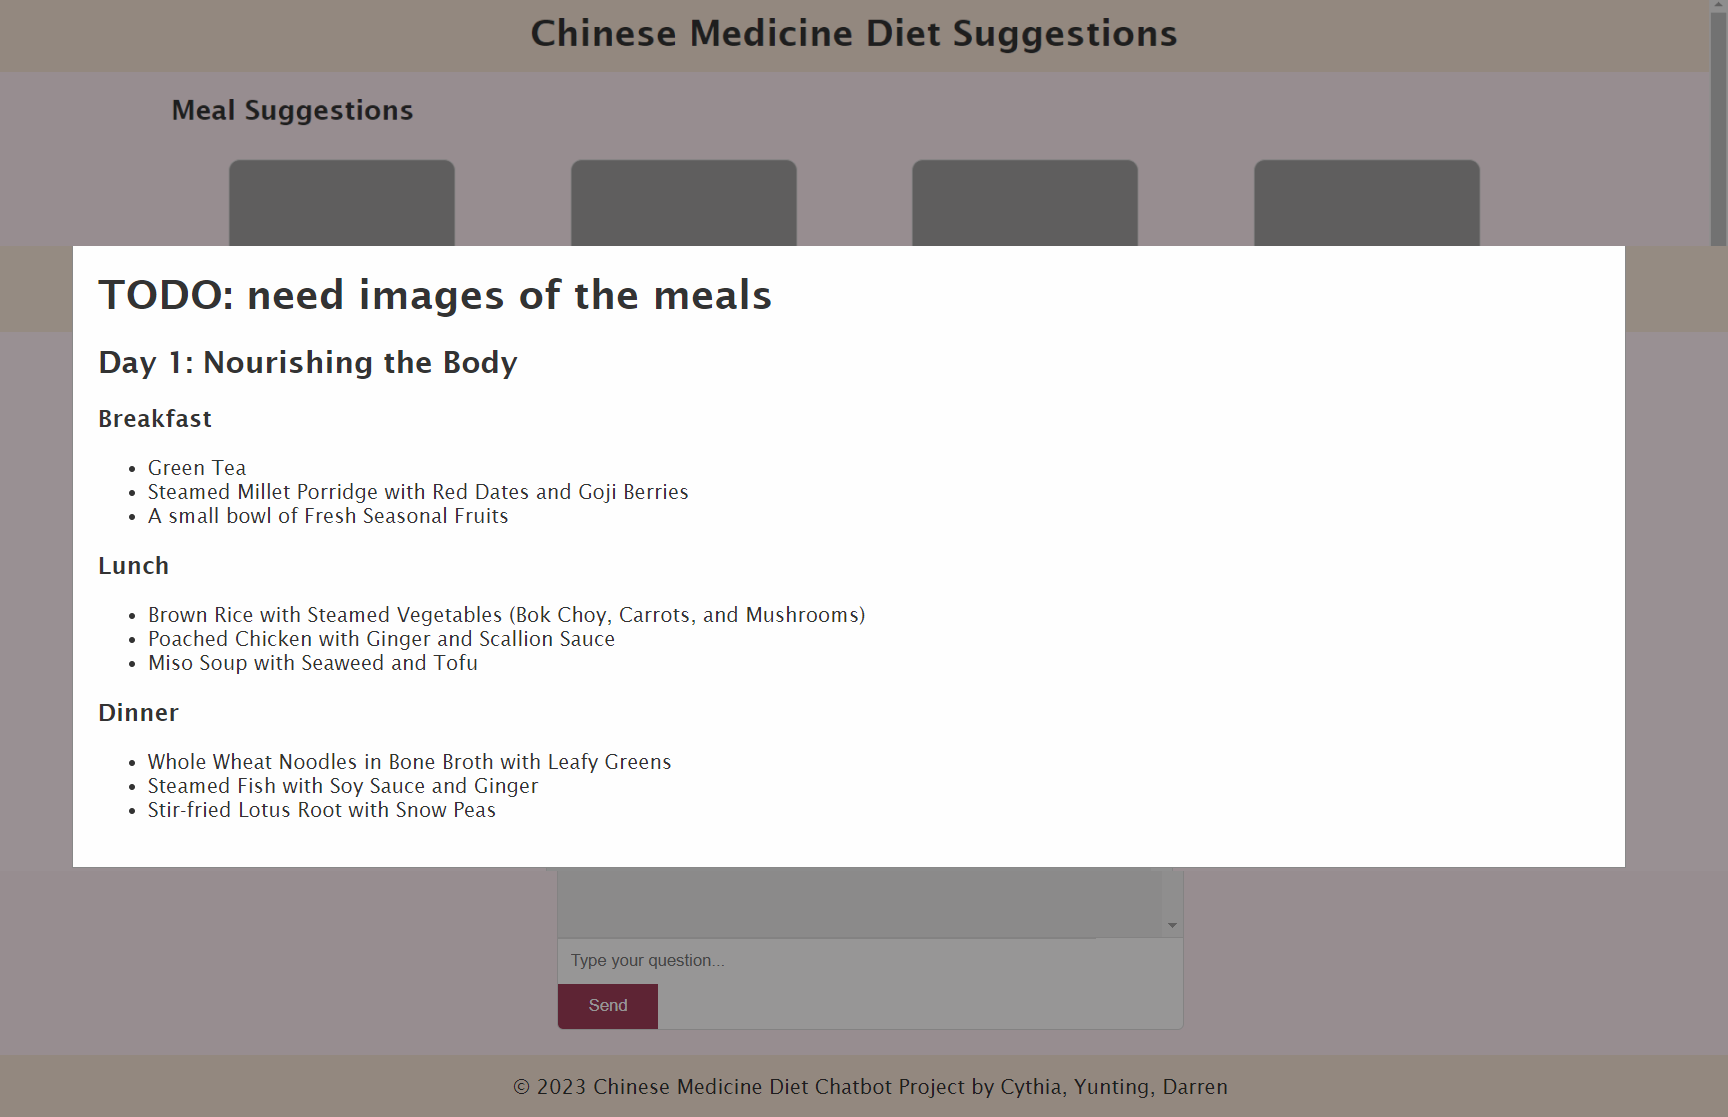 Chinese Medicine Diet Suggestions
Meal Suggestions
TODO: need images of the meals
Day 1: Nourishing the Body
Breakfast
• Green Tea
• Steamed Millet Porridge with Red Dates and Goji Berries
• A small bowl of Fresh Seasonal Fruits
Lunch
• Brown Rice with Steamed Vegetables (Bok Choy, Carrots, and Mushrooms)
• Poached Chicken with Ginger and Scallion Sauce
• Miso Soup with Seaweed and Tofu
Dinner
• Whole Wheat Noodles in Bone Broth with Leafy Greens
• Steamed Fish with Soy Sauce and Ginger
• Stir-fried Lotus Root with Snow Peas
Type your question...
Send
© 2023 Chinese Medicine Diet Chatbot Project by Cythia, Yunting, Darren